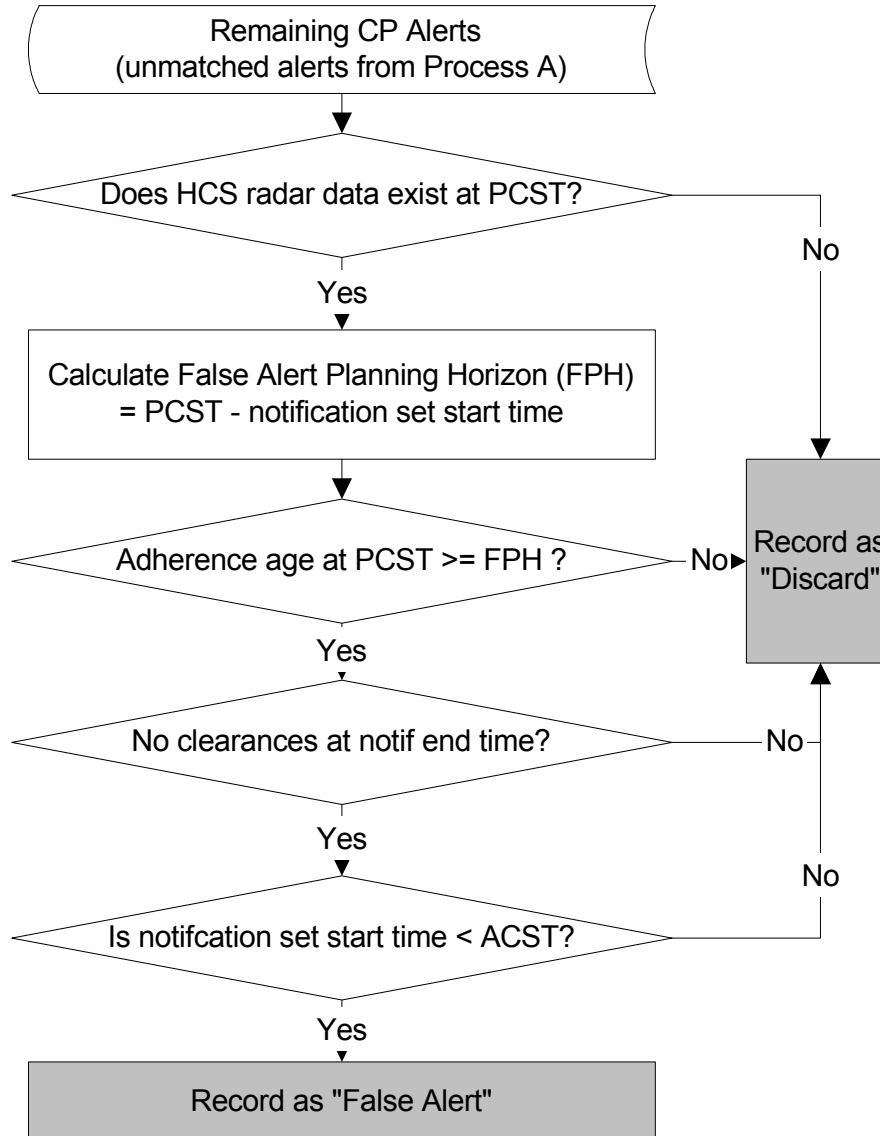 Remaining CP Alerts
(unmatched alerts from Process A)
Does HCS radar data exist at PCST?
No
Yes
Calculate False Alert Planning Horizon (FPH)
= PCST - notification set start time
Adherence age at PCST >= FPH ?
No
Record as
"Discard"
Yes
No clearances at notif end time?
No
Yes
No
Is notifcation set start time < ACST?
Yes
Record as "False Alert"